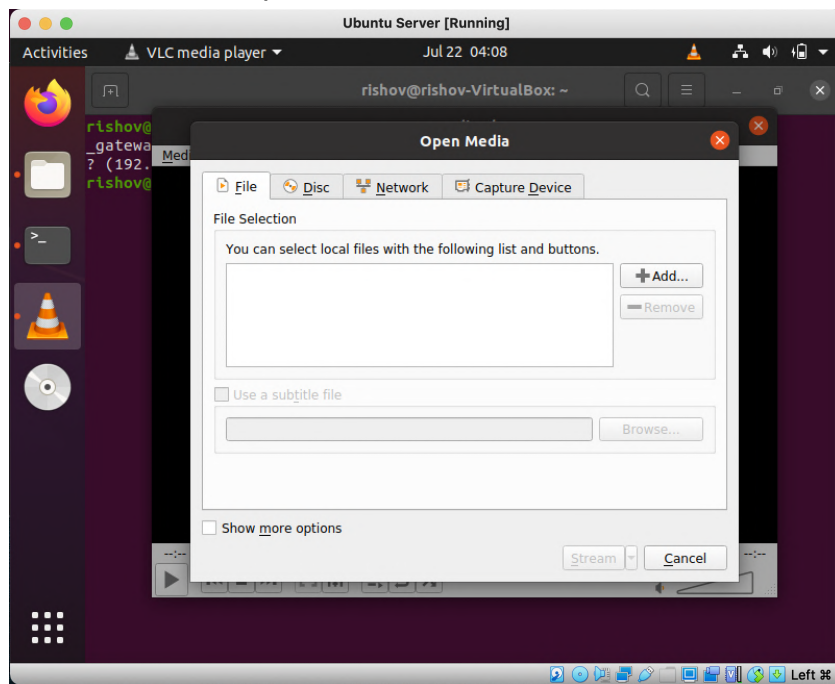 Ubuntu Server [Running]
Activities VLC media player Jul 22 04:08
rishov@rishov-VirtualBox: ~
rishov@
_gatewa
? (192.
rishov@
Med
Open Media
File Disc Network Capture Device
File Selection
You can select local files with the following list and buttons.
Add...
Remove
Use a subtitle file
Browse...
Show more options
Stream Cancel
--:-- --:--
Left ⌘